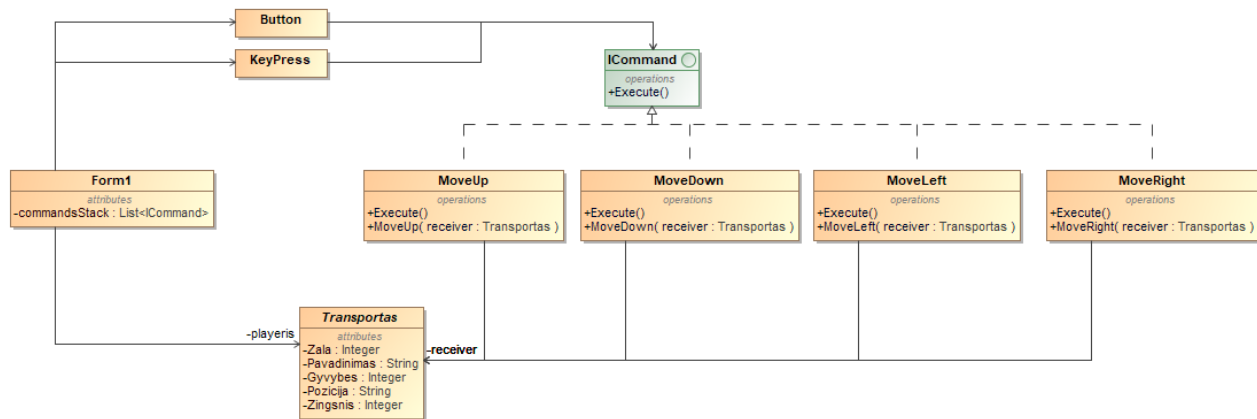 Button
KeyPress
ICommand
operations
+Execute()
Form1
attributes
-commandsStack : List<ICommand>
MoveUp
operations
+Execute()
+MoveUp( receiver : Transportas )
MoveDown
operations
+Execute()
+MoveDown( receiver : Transportas )
MoveLeft
operations
+Execute()
+MoveLeft( receiver : Transportas )
MoveRight
operations
+Execute()
+MoveRight( receiver : Transportas )
-playeris
Transportas
attributes
-Zala : Integer
-Pavadinimas : String
-Gyvybes : Integer
-Pozicija : String
-Zingsnis : Integer
-receiver